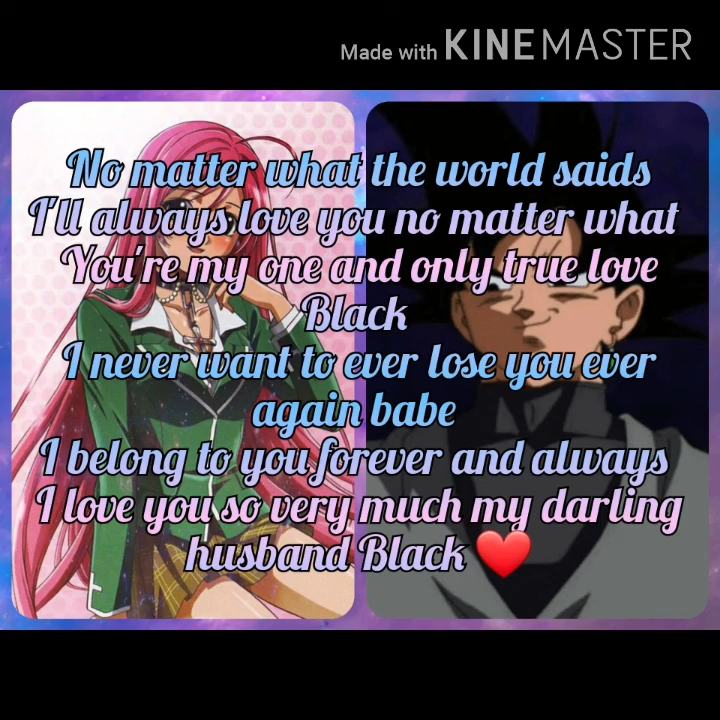 Made with KINEMASTER
No matter what the world saids
I'll always love you no matter what
You're my one and only true love
Black
I never want to ever lose you ever
again babe
I belong to you forever and always
I love you so very much my darling
husband Black ❤️